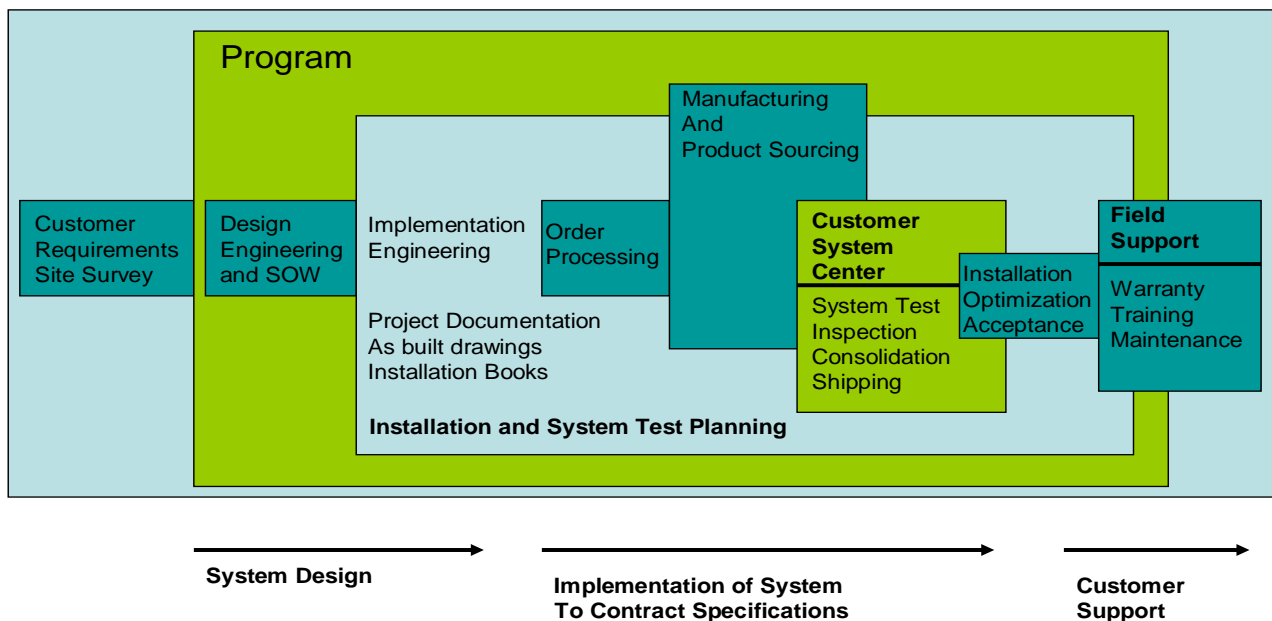 Program
Customer
Requirements
Site Survey
Design
Engineering
and SOW
Implementation
Engineering
Project Documentation
As built drawings
Installation Books
Installation and System Test Planning
Order
Processing
Manufacturing
And
Product Sourcing
Customer
System
Center
System Test
Inspection
Consolidation
Shipping
Installation
Optimization
Acceptance
Field
Support
Warranty
Training
Maintenance
System Design
Implementation of System
To Contract Specifications
Customer
Support